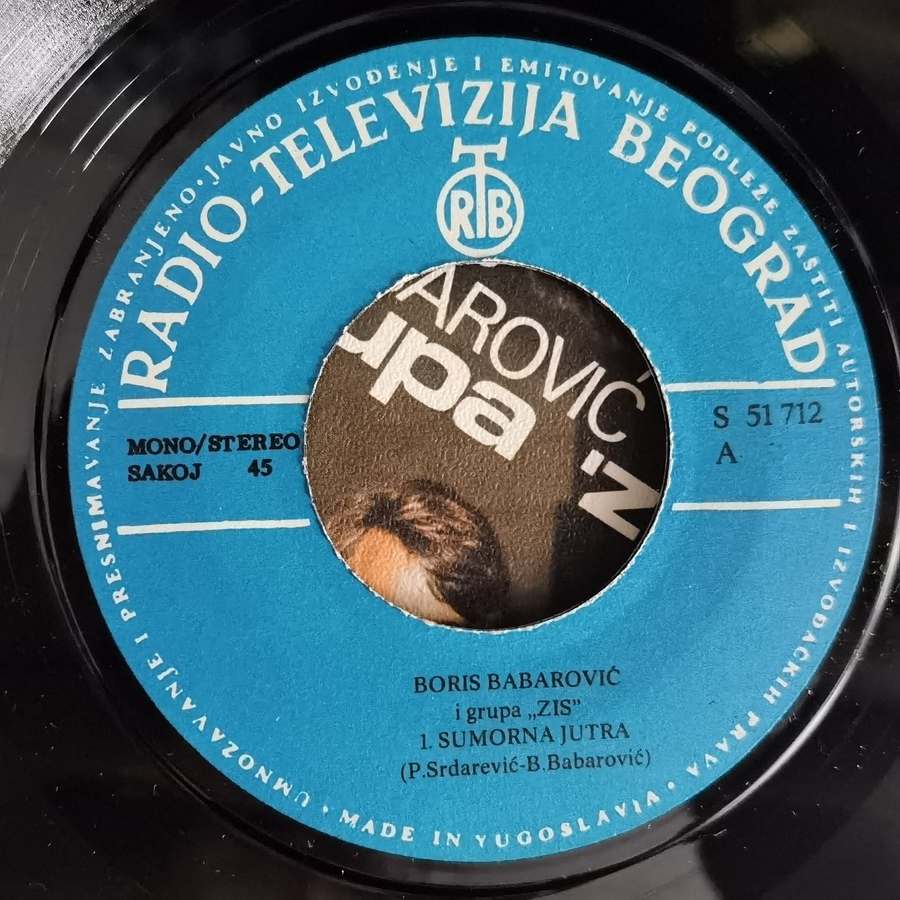 UMNOZAVANJE I PRESNIMAVANJE ZABRANJENO • JAVNO IZVOĐENJE I EMITOVANJE PODLEŽE ZAŠTITI AUTORSKIH I IZVOĐAČKIH PRAVA •
RADIO-TELEVIZIJA BEOGRAD
RTB
AROVIĆ
upa
MONO/STEREO
SAKOJ 45
S 51 712
A
BORIS BABAROVIĆ
i grupa „ZIS”
1. SUMORNA JUTRA
(P.Srdarević-B.Babarović)
• MADE IN YUGOSLAVIA •